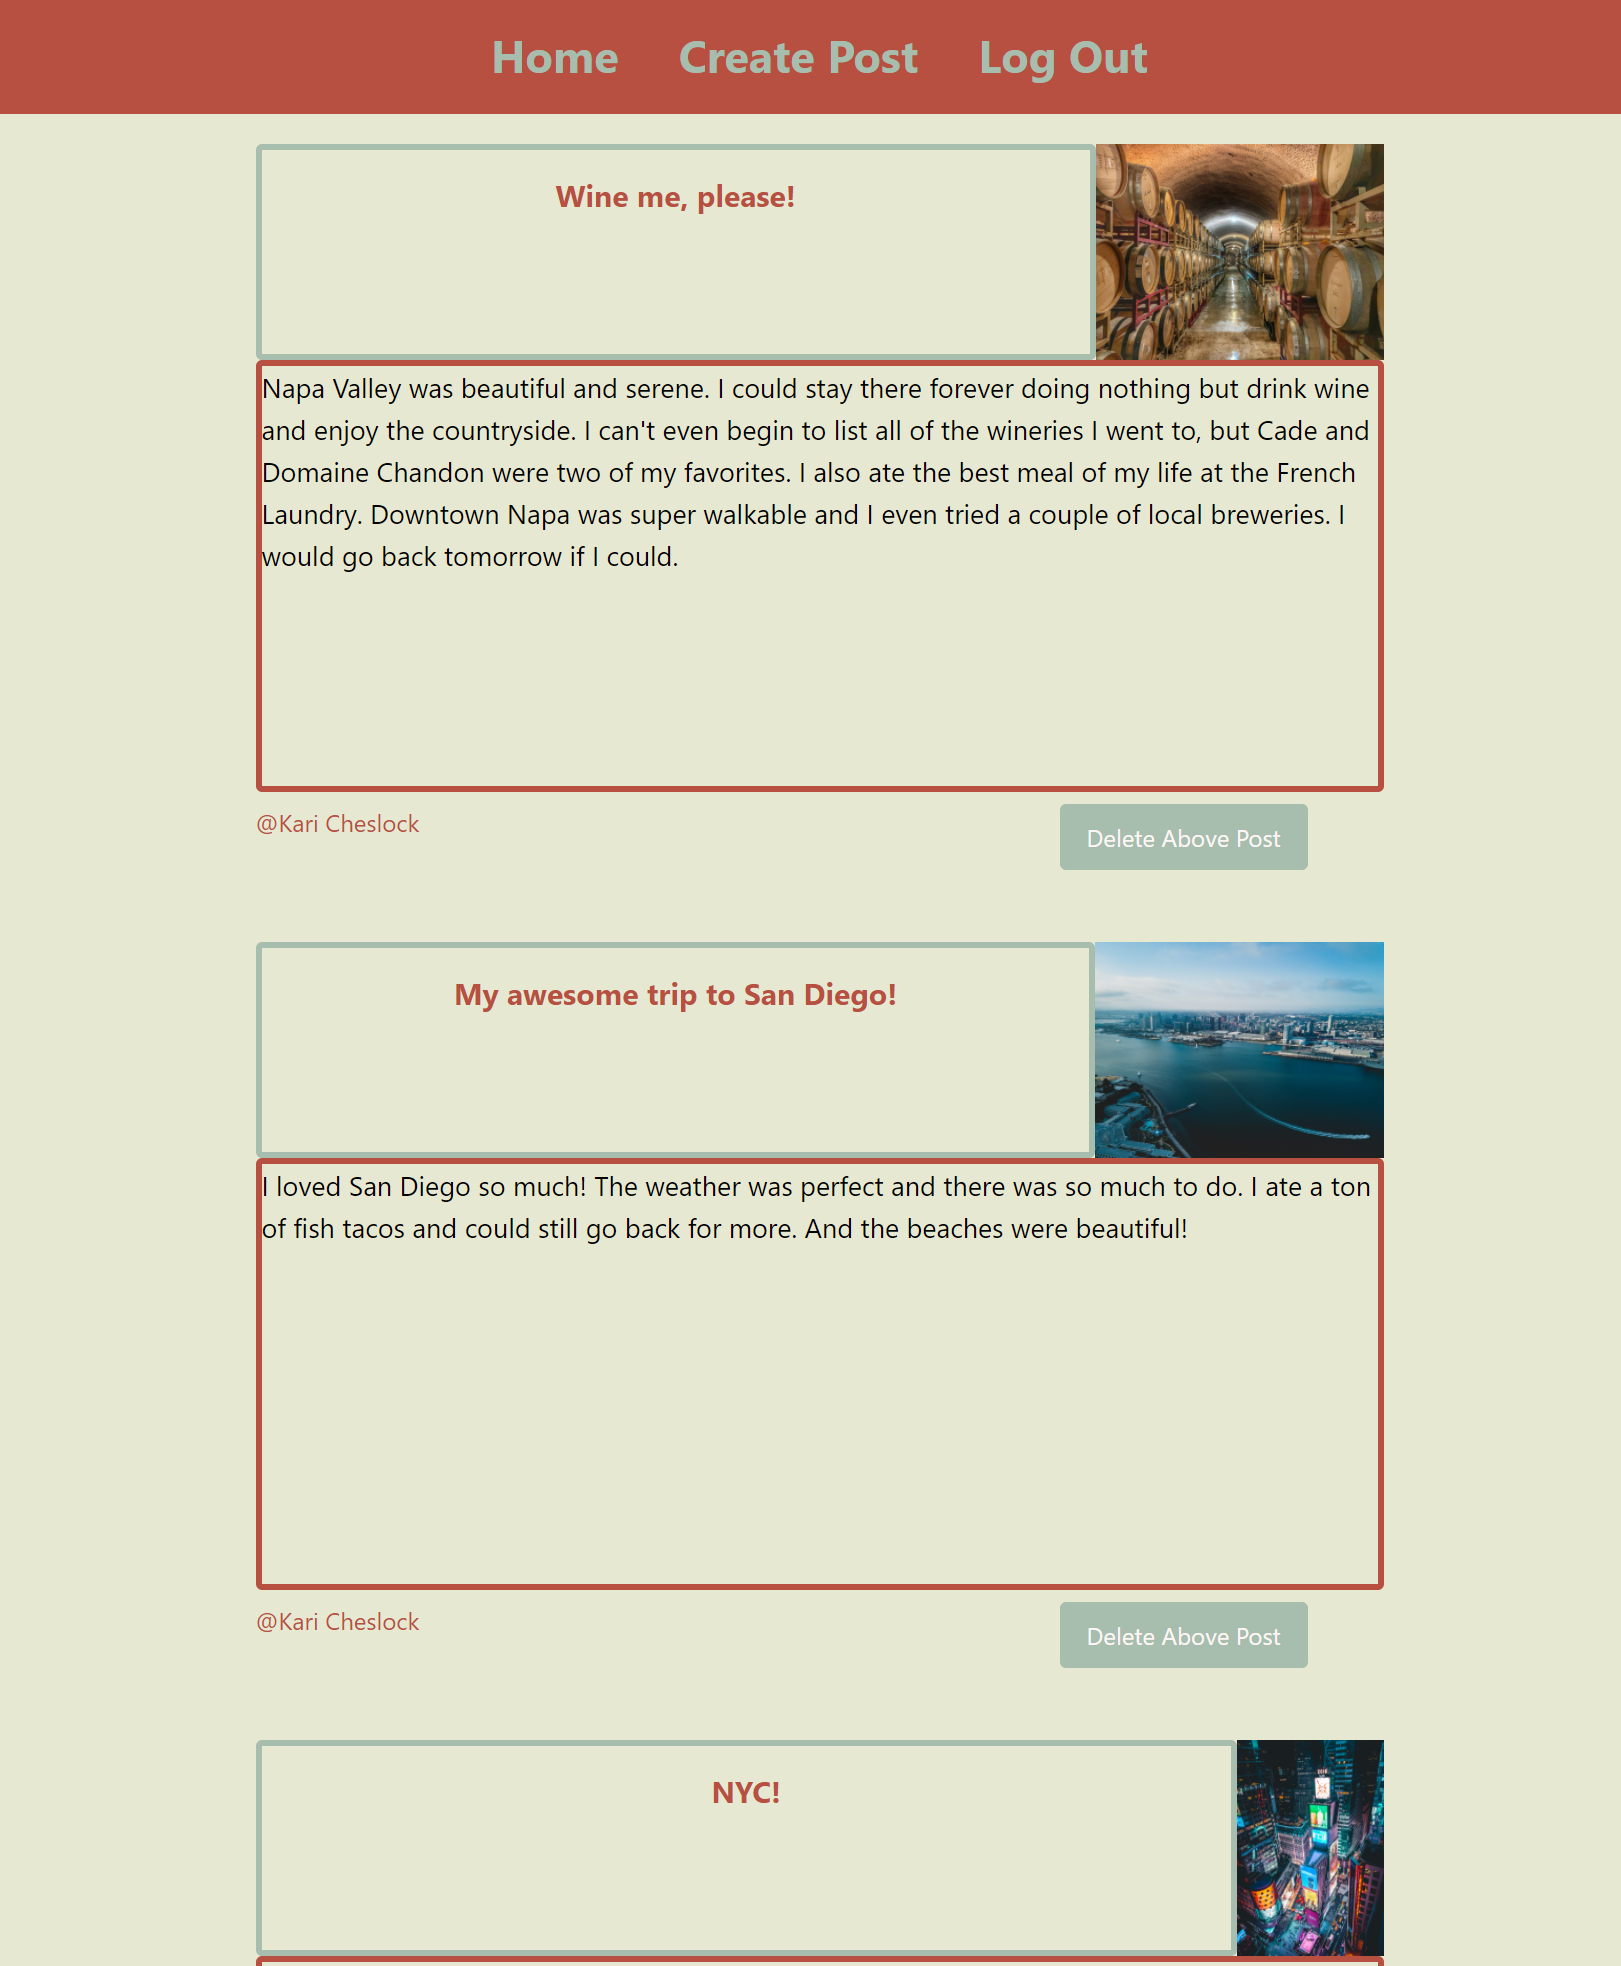 Home Create Post Log Out
Wine me, please!
Napa Valley was beautiful and serene. I could stay there forever doing nothing but drink wine
and enjoy the countryside. I can't even begin to list all of the wineries I went to, but Cade and
Domaine Chandon were two of my favorites. I also ate the best meal of my life at the French
Laundry. Downtown Napa was super walkable and I even tried a couple of local breweries. I
would go back tomorrow if I could.
@Kari Cheslock
Delete Above Post
My awesome trip to San Diego!
I loved San Diego so much! The weather was perfect and there was so much to do. I ate a ton
of fish tacos and could still go back for more. And the beaches were beautiful!
@Kari Cheslock
Delete Above Post
NYC!